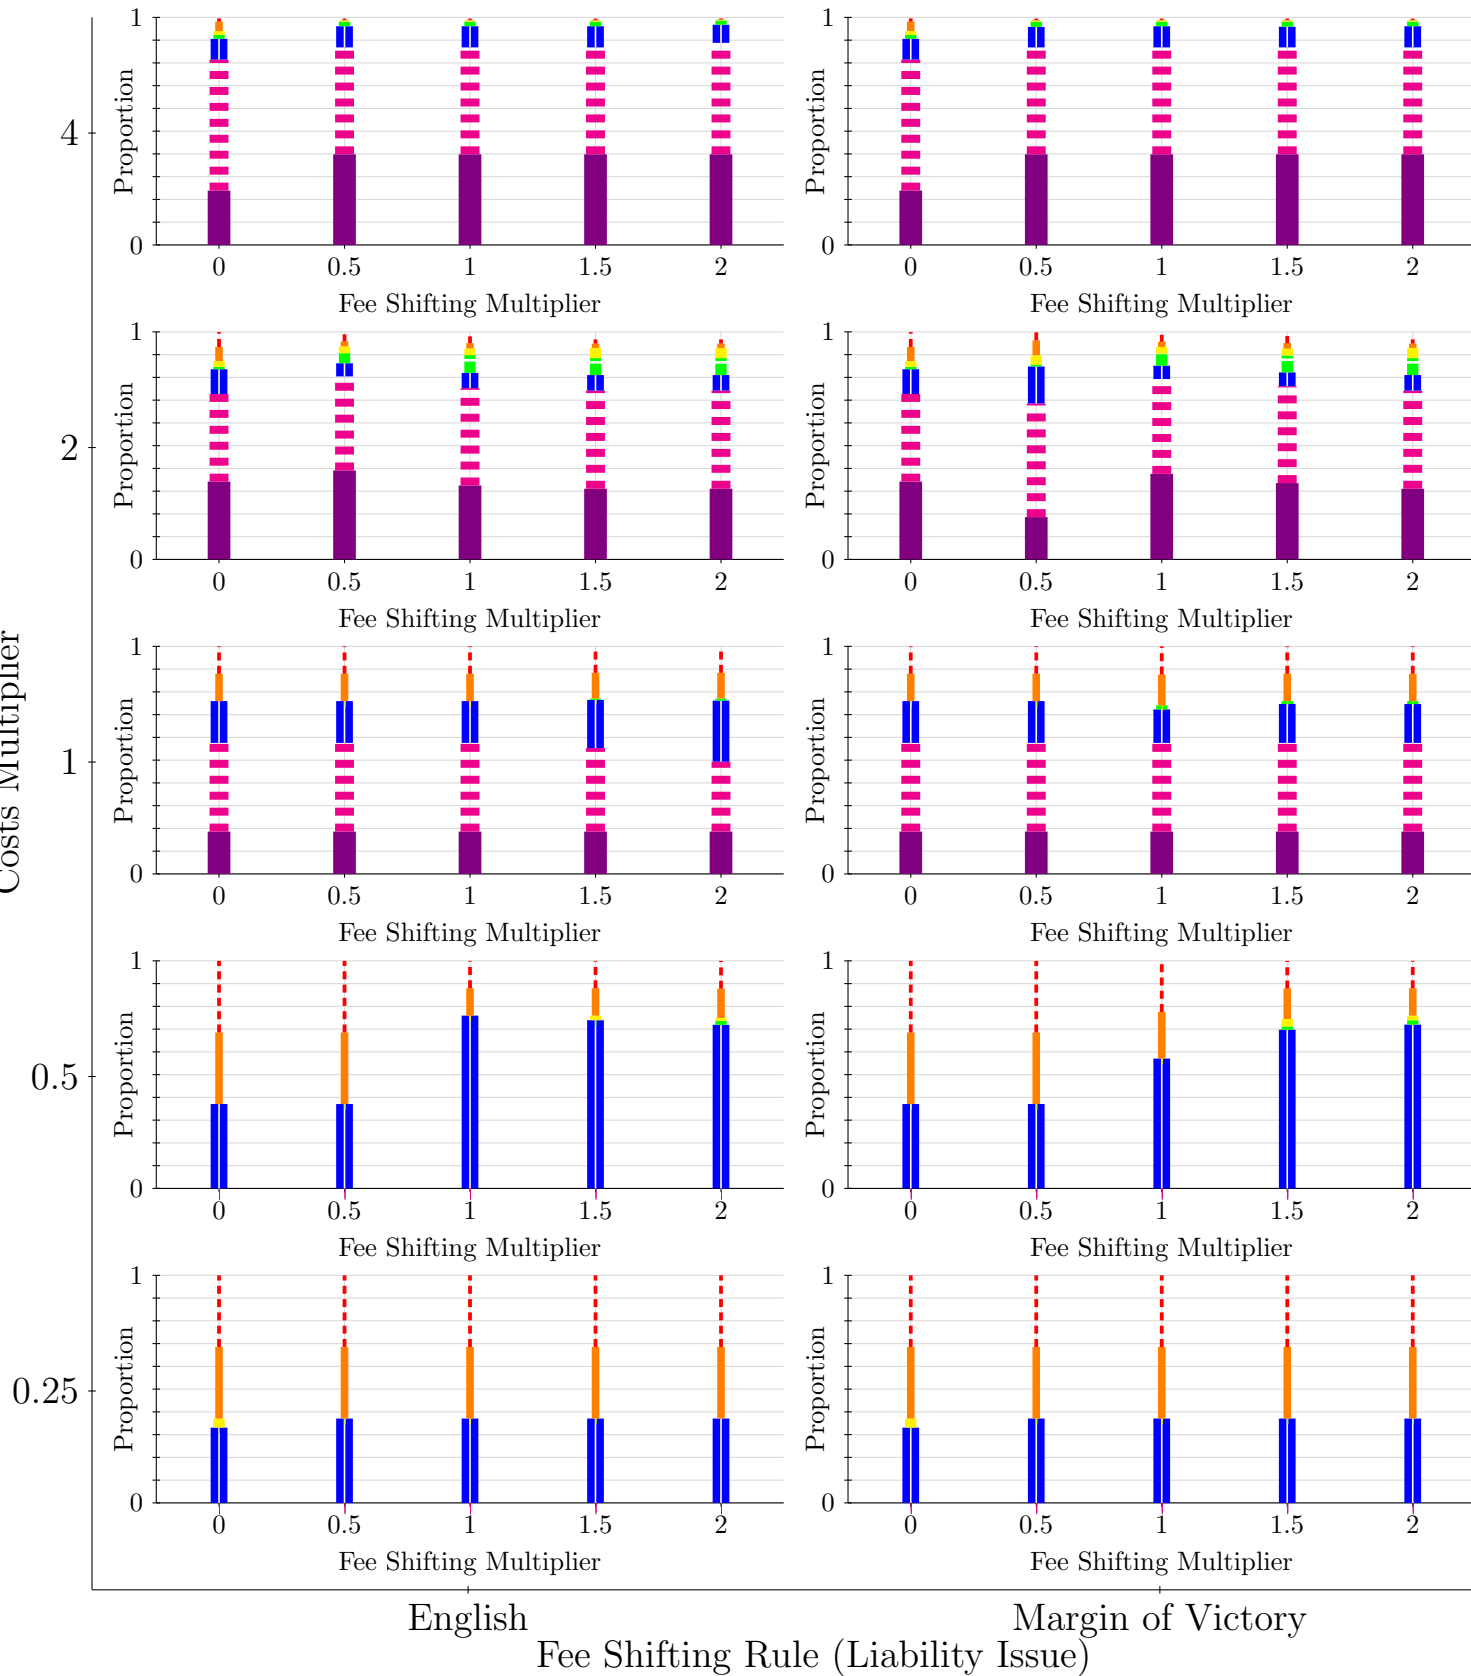 Costs Multiplier
4
Proportion
1
0
0 0.5 1 1.5 2
Fee Shifting Multiplier
Proportion
1
0
0 0.5 1 1.5 2
Fee Shifting Multiplier
2
Proportion
1
0
0 0.5 1 1.5 2
Fee Shifting Multiplier
Proportion
1
0
0 0.5 1 1.5 2
Fee Shifting Multiplier
1
Proportion
1
0
0 0.5 1 1.5 2
Fee Shifting Multiplier
Proportion
1
0
0 0.5 1 1.5 2
Fee Shifting Multiplier
0.5
Proportion
1
0
0 0.5 1 1.5 2
Fee Shifting Multiplier
Proportion
1
0
0 0.5 1 1.5 2
Fee Shifting Multiplier
0.25
Proportion
1
0
0 0.5 1 1.5 2
Fee Shifting Multiplier
Proportion
1
0
0 0.5 1 1.5 2
Fee Shifting Multiplier
English
Margin of Victory
Fee Shifting Rule (Liability Issue)